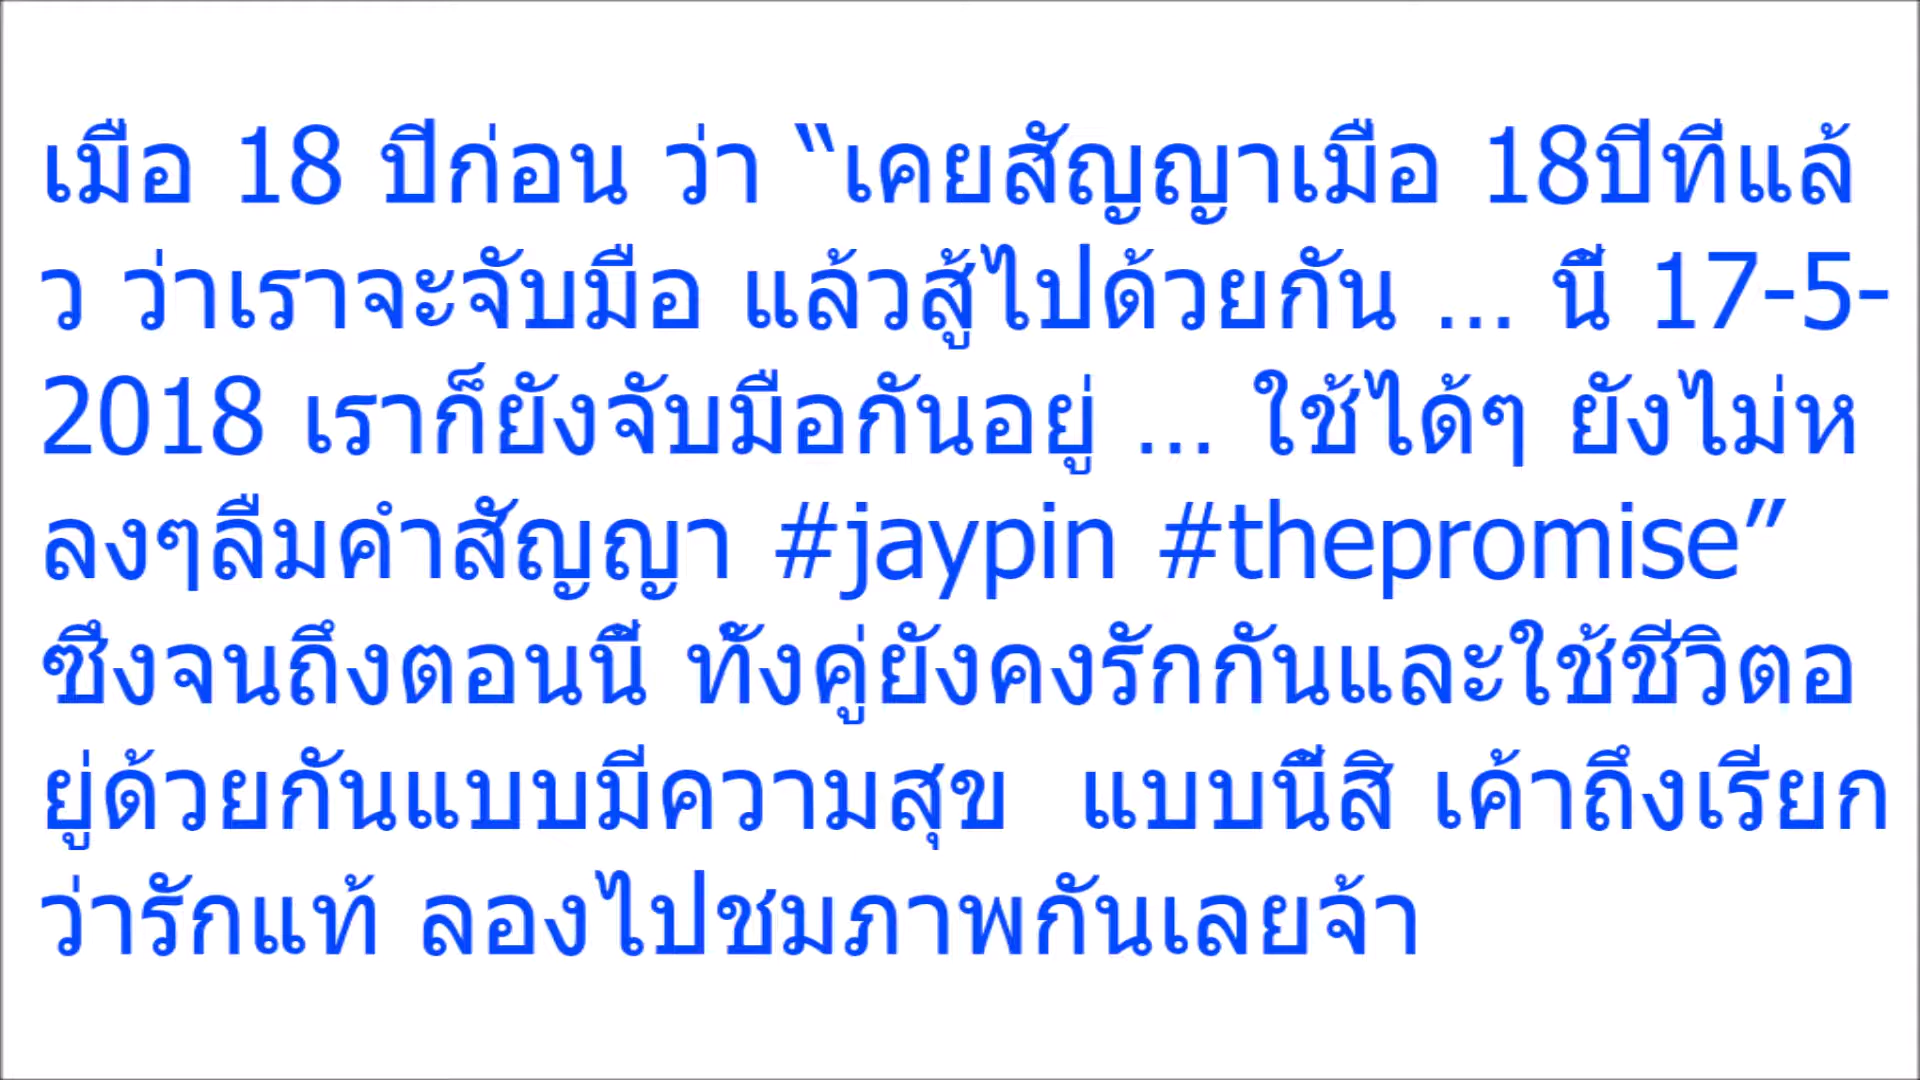 เมื่อ 18 ปีก่อน ว่า “เคยสัญญาเมื่อ 18ปีที่แล้
ว ว่าเราจะจับมือ แล้วสู้ไปด้วยกัน ... นี่ 17-5-
2018 เราก็ยังจับมือกันอยู่ ... ใช้ได้ๆ ยังไม่ห
ลงๆลืมคำสัญญา #jaypin #thepromise”
ซึ่งจนถึงตอนนี้ ทั้งคู่ยังคงรักกันและใช้ชีวิตอ
ยู่ด้วยกันแบบมีความสุข  แบบนี้สิ เค้าถึงเรียก
ว่ารักแท้ ลองไปชมภาพกันเลยจ้า